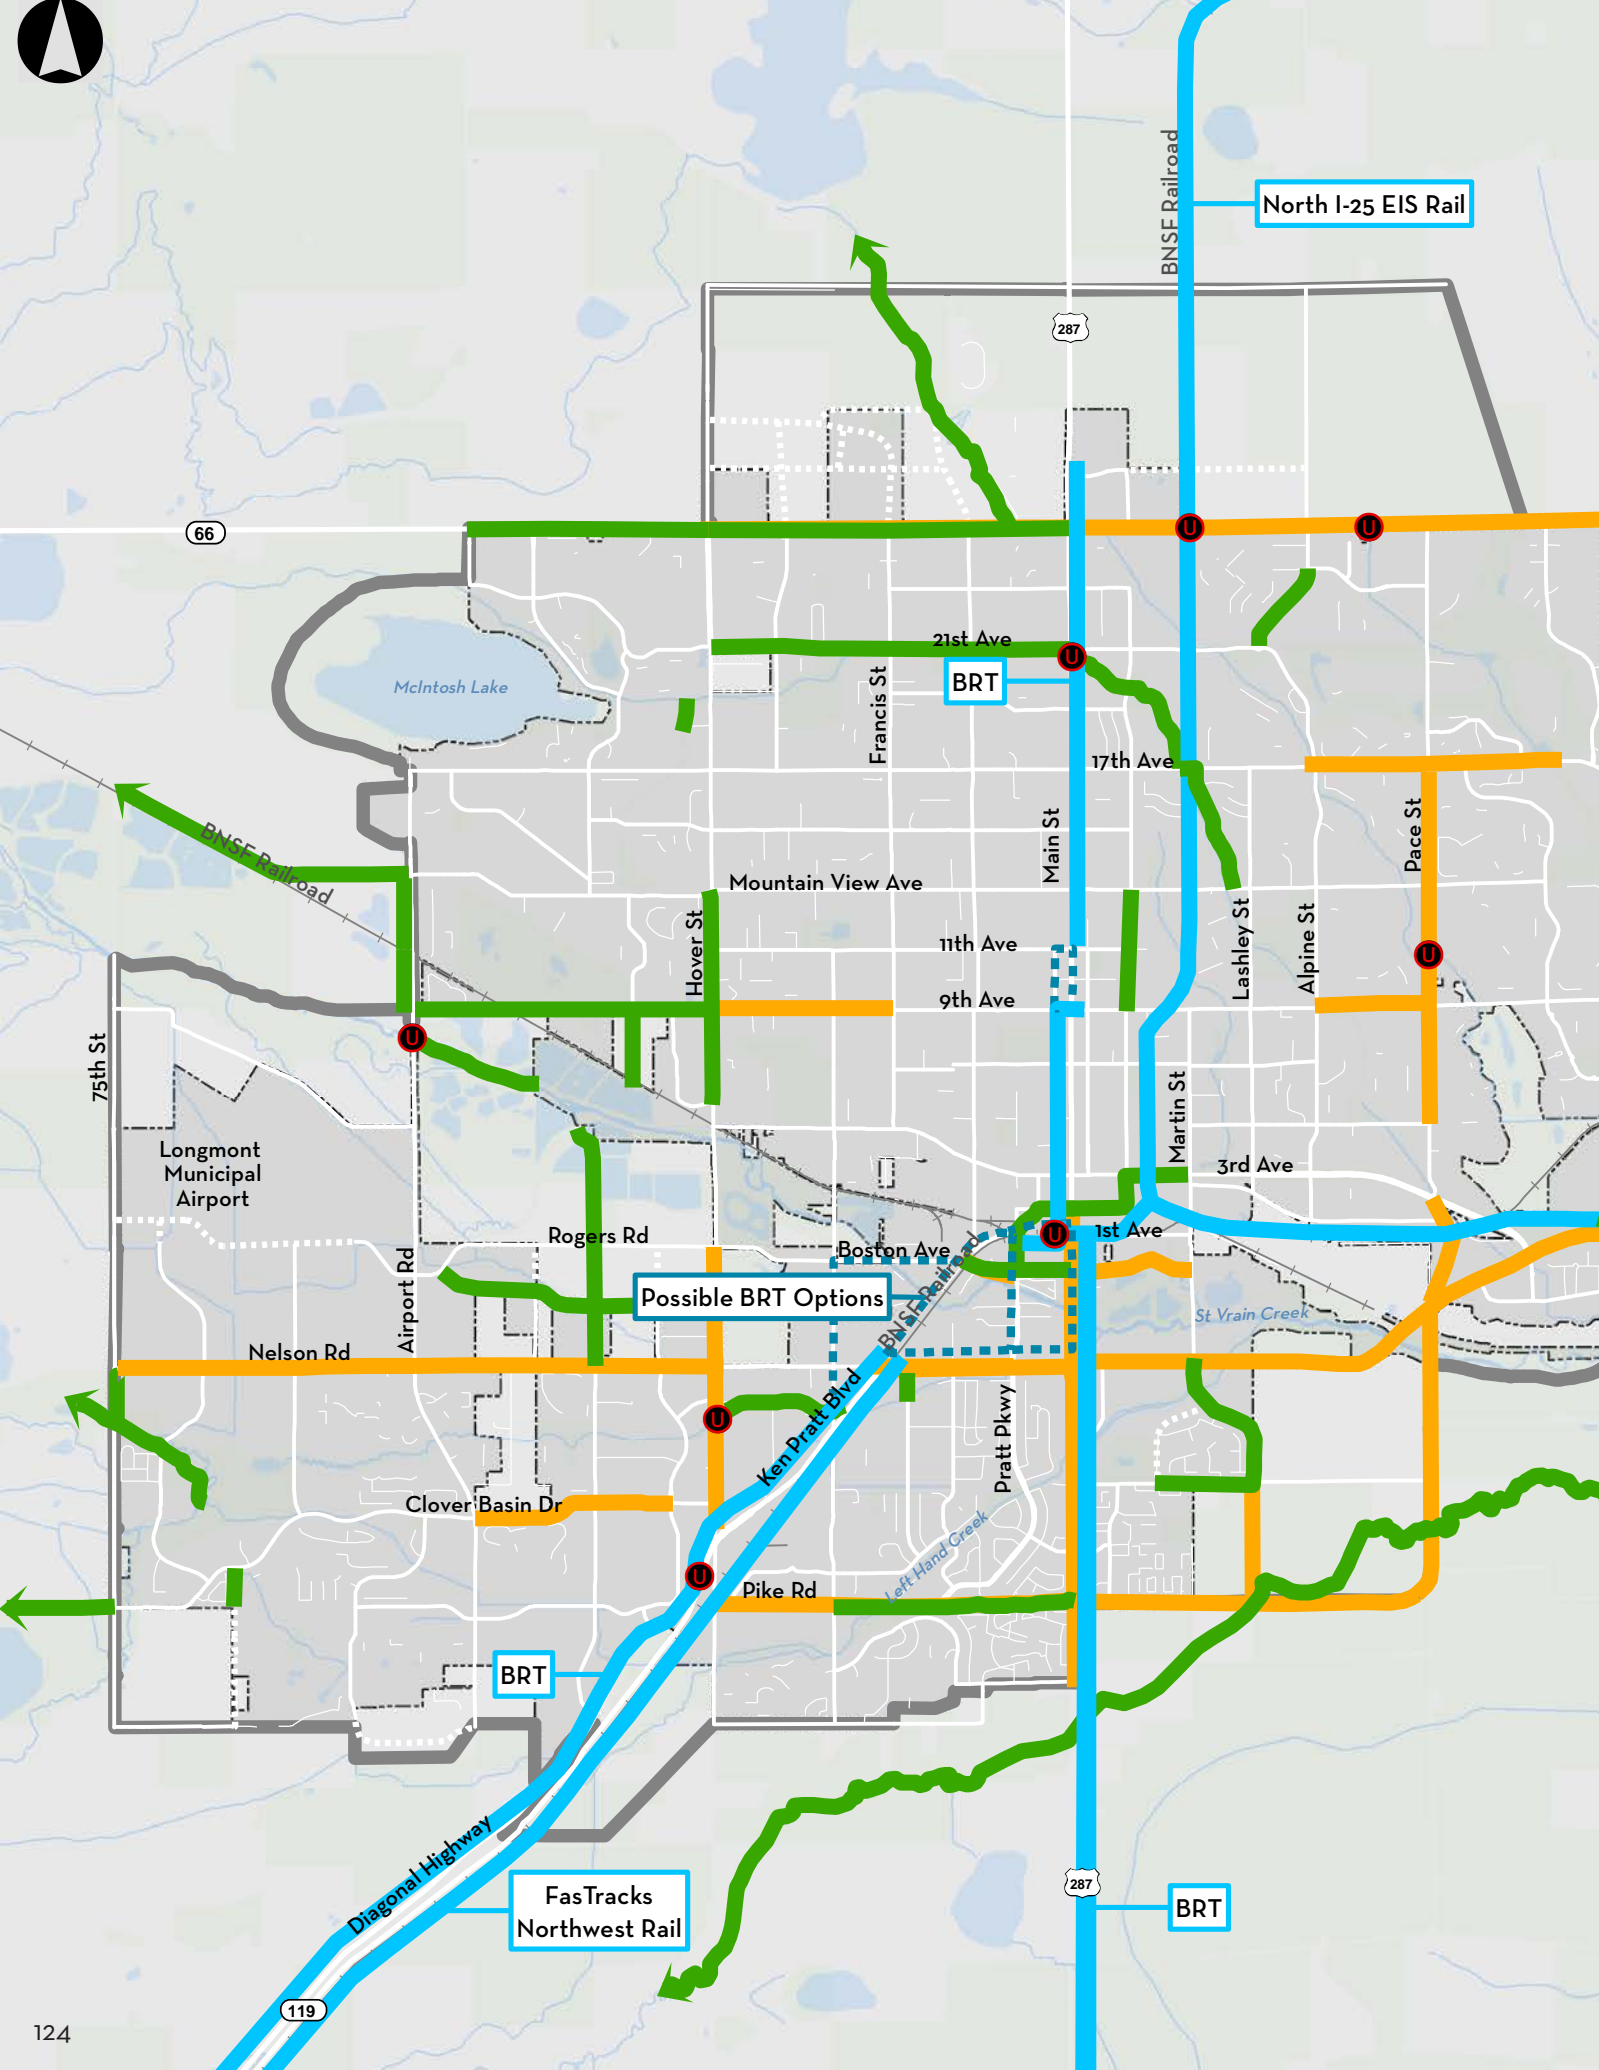 BNSF Railroad
North I-25 EIS Rail
287
66
U
U
21st Ave
U
BRT
McIntosh Lake
Francis St
17th Ave
Main St
Pace St
BNSF Railroad
Mountain View Ave
Hover St
11th Ave
Lashley St
Alpine St
U
9th Ave
U
75th St
Martin St
Longmont
Municipal
Airport
3rd Ave
Rogers Rd
U
1st Ave
Boston Ave
Airport Rd
Possible BRT Options
BNSF Railroad
St Vrain Creek
Nelson Rd
Ken Pratt Blvd
Pratt Pkwy
U
Clover Basin Dr
Left Hand Creek
U
Pike Rd
BRT
Diagonal Highway
FasTracks
Northwest Rail
287
BRT
119
124